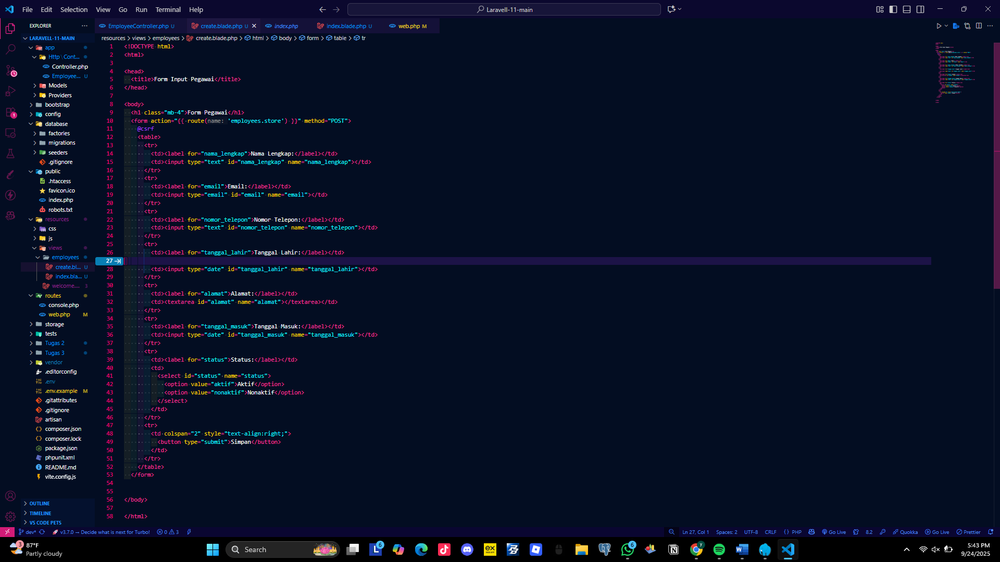 File Edit Selection View Go Run Terminal Help
Laravell-11-main
EXPLORER
EmployeeController.php U
create.blade.php U
index.php
index.blade.php U
web.php M
LARAVELL-11-MAIN
resources > views > employees > create.blade.php > html > body > form > table > tr
app
Http \ Cont...
Controller.php
Employee... U
Models
Providers
bootstrap
config
database
factories
migrations
seeders
.gitignore
public
.htaccess
favicon.ico
index.php
robots.txt
resources
css
js
views
employees
create.bl... U
index.bla... U
welcome.... 3
routes
console.php
web.php M
storage
tests
Tugas 2
Tugas 3
vendor
.editorconfig
.env
.env.example M
.gitattributes
.gitignore
artisan
composer.json
composer.lock
package.json
phpunit.xml
README.md
vite.config.js
OUTLINE
TIMELINE
VS CODE PETS
1 <!DOCTYPE html>
2 <html>
3
4 <head>
5 <title>Form Input Pegawai</title>
6 </head>
7
8 <body>
9 <h1 class="mb-4">Form Pegawai</h1>
10 <form action="{{ route(name: 'employees.store') }}" method="POST">
11 @csrf
12 <table>
13 <tr>
14 <td><label for="nama_lengkap">Nama Lengkap:</label></td>
15 <td><input type="text" id="nama_lengkap" name="nama_lengkap"></td>
16 </tr>
17 <tr>
18 <td><label for="email">Email:</label></td>
19 <td><input type="email" id="email" name="email"></td>
20 </tr>
21 <tr>
22 <td><label for="nomor_telepon">Nomor Telepon:</label></td>
23 <td><input type="text" id="nomor_telepon" name="nomor_telepon"></td>
24 </tr>
25 <tr>
26 <td><label for="tanggal_lahir">Tanggal Lahir:</label></td>
27
28 <td><input type="date" id="tanggal_lahir" name="tanggal_lahir"></td>
29 </tr>
30 <tr>
31 <td><label for="alamat">Alamat:</label></td>
32 <td><textarea id="alamat" name="alamat"></textarea></td>
33 </tr>
34 <tr>
35 <td><label for="tanggal_masuk">Tanggal Masuk:</label></td>
36 <td><input type="date" id="tanggal_masuk" name="tanggal_masuk"></td>
37 </tr>
38 <tr>
39 <td><label for="status">Status:</label></td>
40 <td>
41 <select id="status" name="status">
42 <option value="aktif">Aktif</option>
43 <option value="nonaktif">Nonaktif</option>
44 </select>
45 </td>
46 </tr>
47 <tr>
48 <td colspan="2" style="text-align:right;">
49 <button type="submit">Simpan</button>
50 </td>
51 </tr>
52 </table>
53 </form>
54
55
56 </body>
57
58 </html>
dev* v3.7.0 → Decide what is next for Turbo! 0 3
Ln 27, Col 1 Spaces: 2 UTF-8 CRLF PHP Go Live 8.2 Quokka Go Live Prettier
3
87°F
Partly cloudy
Search
6
6
5:43 PM
9/24/2025